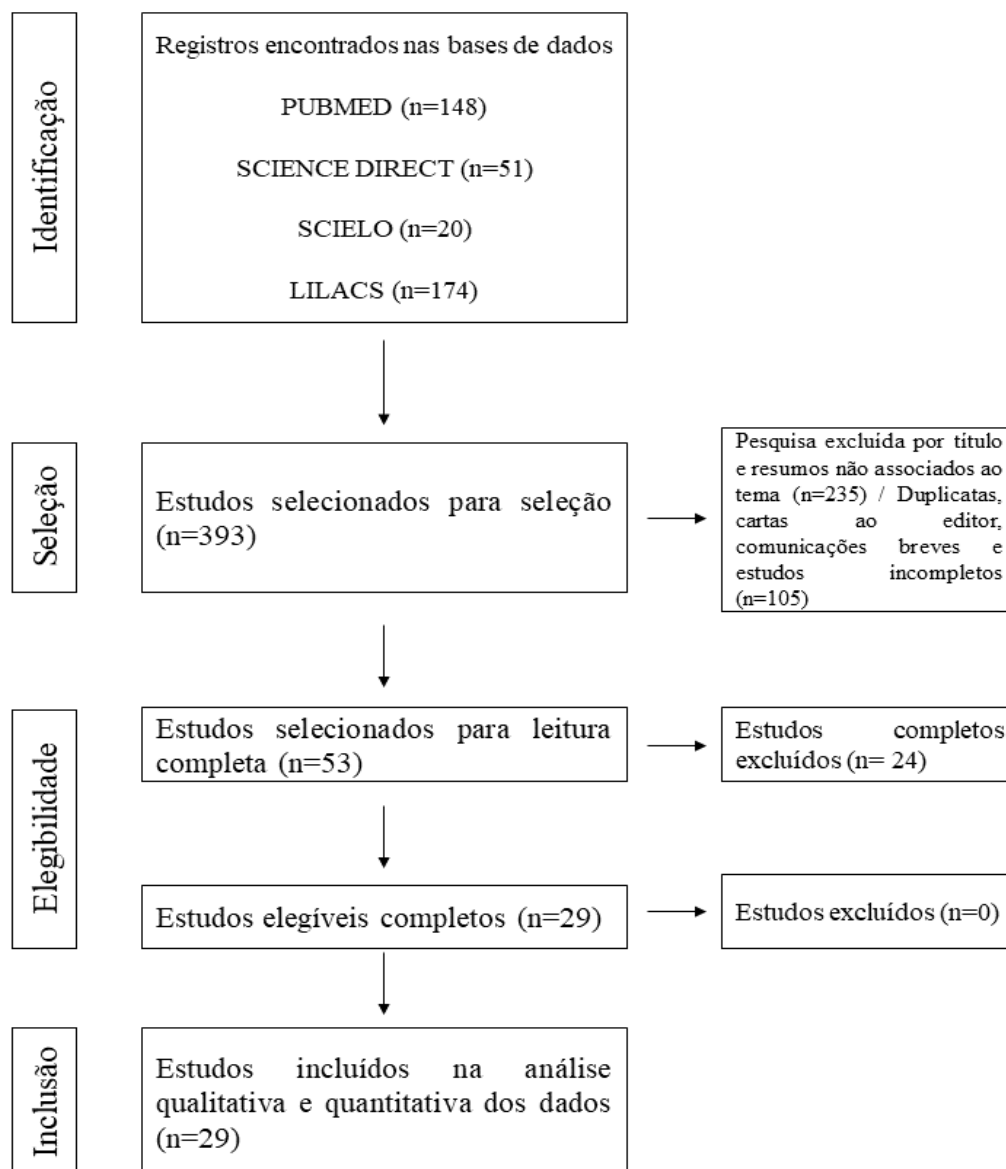 Identificação
Registros encontrados nas bases de dados
PUBMED (n=148)
SCIENCE DIRECT (n=51)
SCIELO (n=20)
LILACS (n=174)
Seleção
Estudos selecionados para seleção
(n=393)
Pesquisa excluída por título
e resumos não associados ao
tema (n=235) / Duplicatas,
cartas ao editor,
comunicações breves e
estudos incompletos
(n=105)
Elegibilidade
Estudos selecionados para leitura
completa (n=53)
Estudos completos
excluídos (n= 24)
Estudos elegíveis completos (n=29)
Estudos excluídos (n=0)
Inclusão
Estudos incluídos na análise
qualitativa e quantitativa dos dados
(n=29)